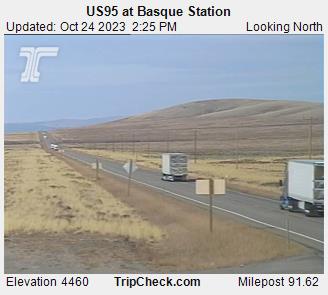 US95 at Basque Station
Updated: Oct 24 2023 2:25 PM Looking North
Elevation 4460 TripCheck.com Milepost 91.62